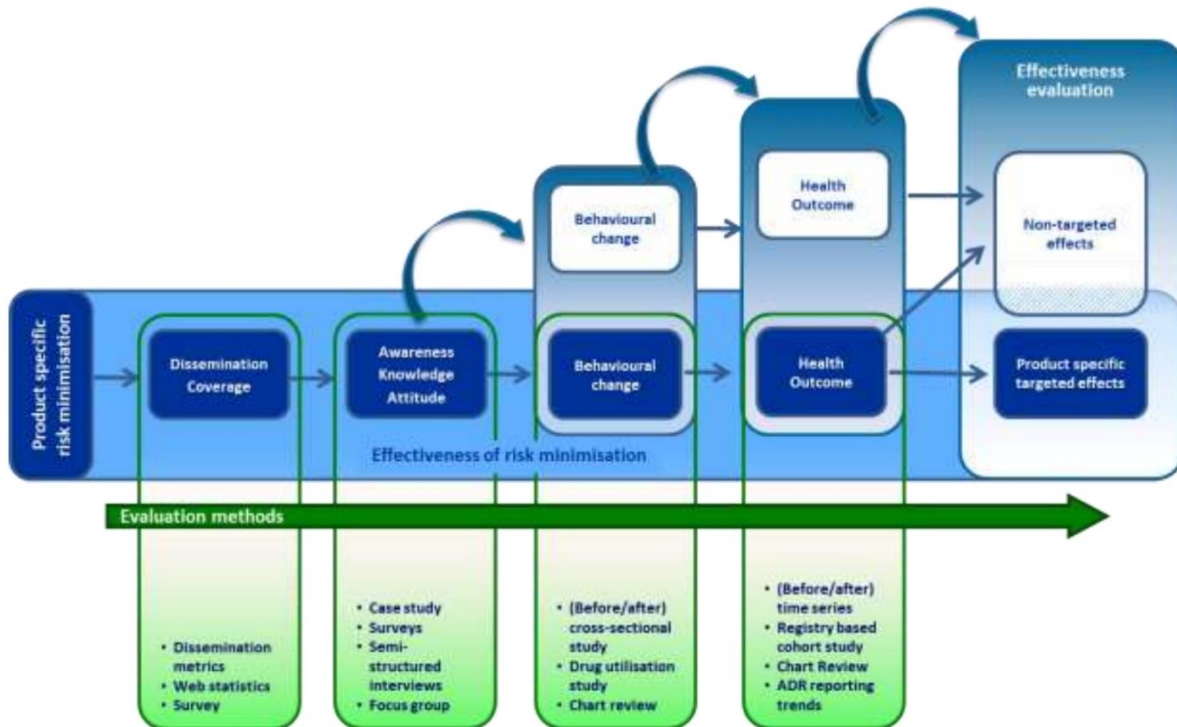 Effectiveness
evaluation
Health
Outcome
Behavioural
change
Non-targeted
effects
Product specific
risk minimisation
Dissemination
Coverage
Awareness
Knowledge
Attitude
Behavioural
change
Health
Outcome
Product specific
targeted effects
Effectiveness of risk minimisation
Evaluation methods
• Dissemination
metrics
• Web statistics
• Survey
• Case study
• Surveys
• Semi-
structured
interviews
• Focus group
• (Before/after)
cross-sectional
study
• Drug utilisation
study
• Chart review
• (Before/after)
time series
• Registry based
cohort study
• Chart Review
• ADR reporting
trends